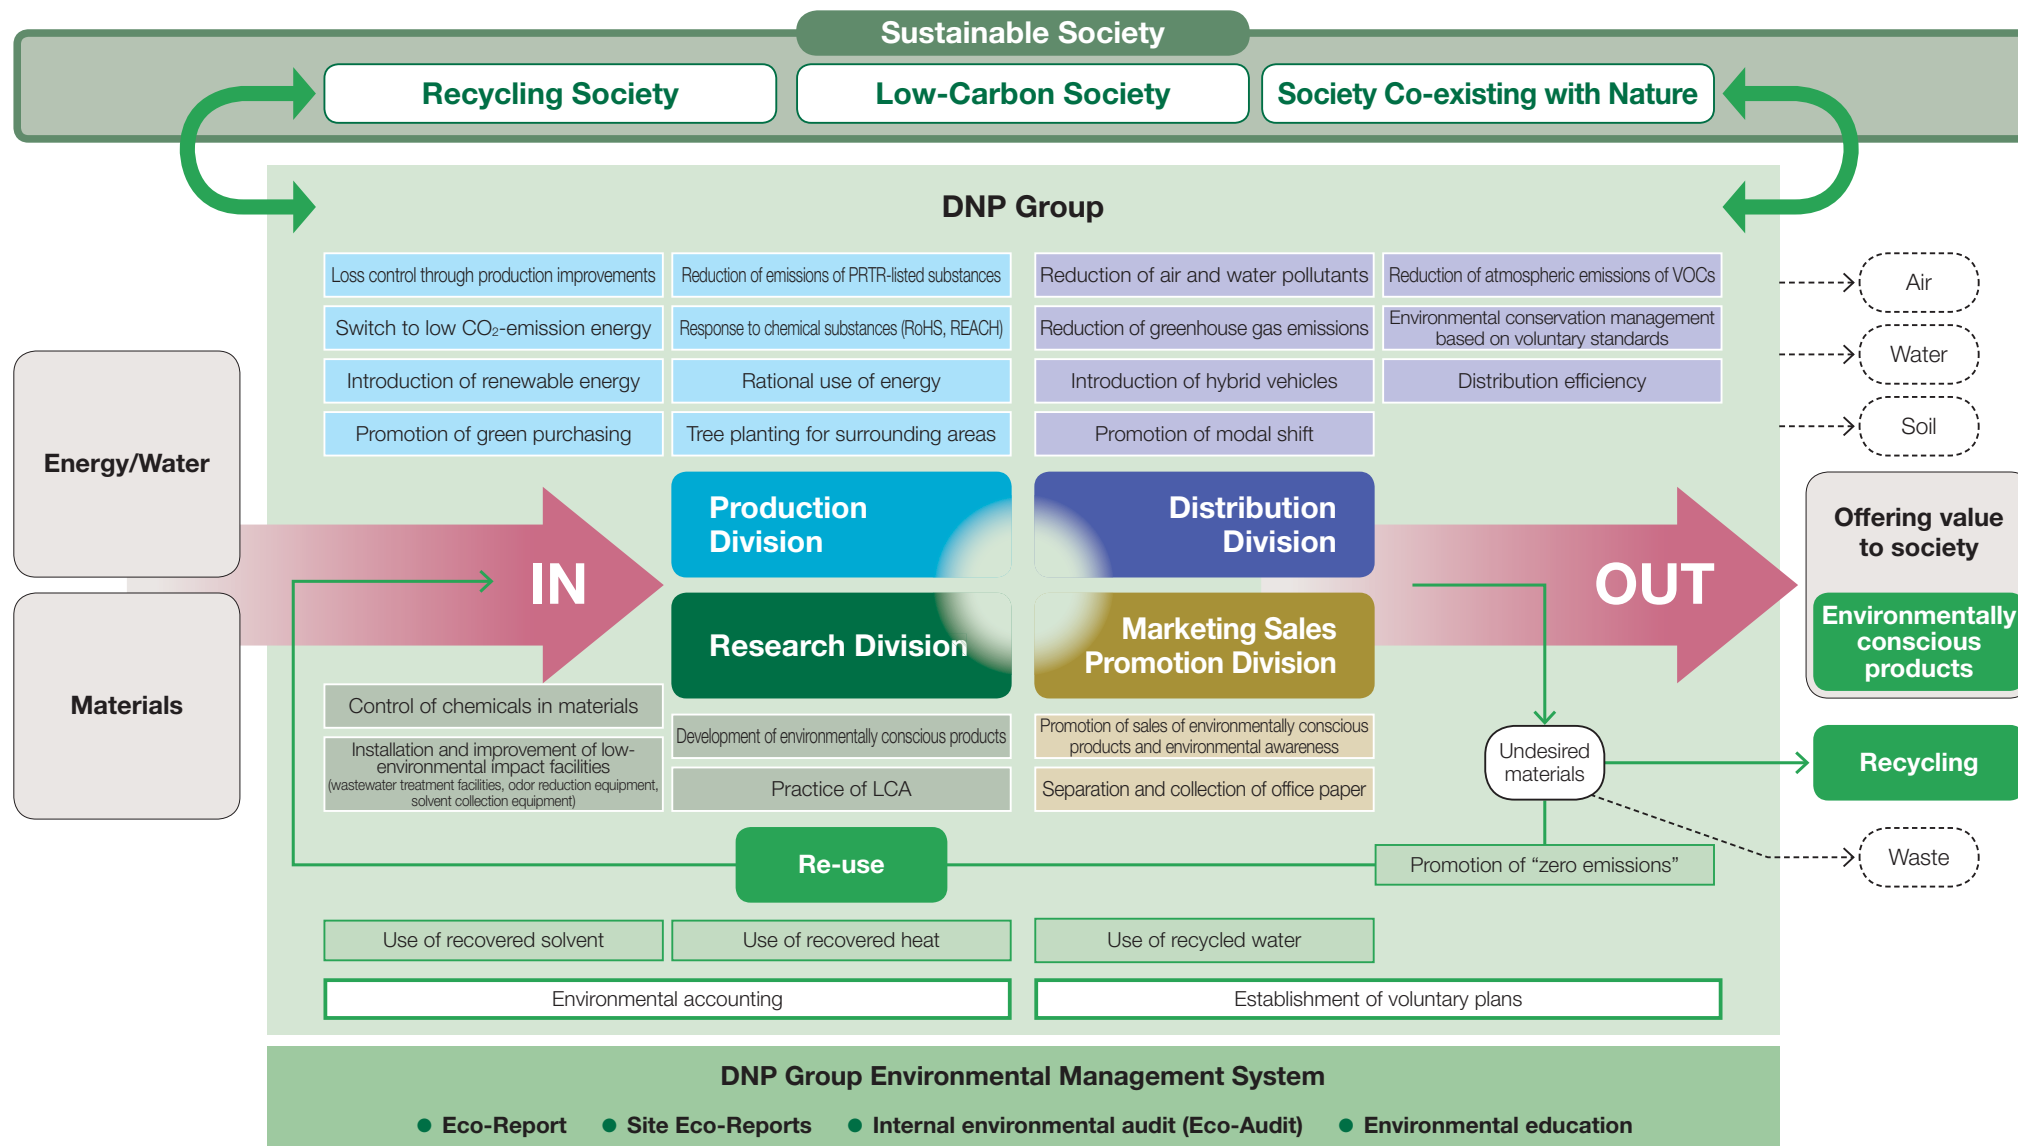 Sustainable Society
Recycling Society
Low-Carbon Society
Society Co-existing with Nature
DNP Group
Loss control through production improvements
Reduction of emissions of PRTR-listed substances
Reduction of air and water pollutants
Reduction of atmospheric emissions of VOCs
Switch to low CO₂-emission energy
Response to chemical substances (RoHS, REACH)
Reduction of greenhouse gas emissions
Environmental conservation management
based on voluntary standards
Introduction of renewable energy
Rational use of energy
Introduction of hybrid vehicles
Distribution efficiency
Promotion of green purchasing
Tree planting for surrounding areas
Promotion of modal shift
Air
Water
Soil
Energy/Water
Materials
IN
Production
Division
Distribution
Division
Research Division
Marketing Sales
Promotion Division
OUT
Offering value
to society
Environmentally
conscious
products
Control of chemicals in materials
Installation and improvement of low-
environmental impact facilities
(wastewater treatment facilities, odor reduction equipment,
solvent collection equipment)
Development of environmentally conscious products
Practice of LCA
Promotion of sales of environmentally conscious
products and environmental awareness
Separation and collection of office paper
Undesired
materials
Recycling
Waste
Re-use
Promotion of “zero emissions”
Use of recovered solvent
Use of recovered heat
Use of recycled water
Environmental accounting
Establishment of voluntary plans
DNP Group Environmental Management System
● Eco-Report ● Site Eco-Reports ● Internal environmental audit (Eco-Audit) ● Environmental education